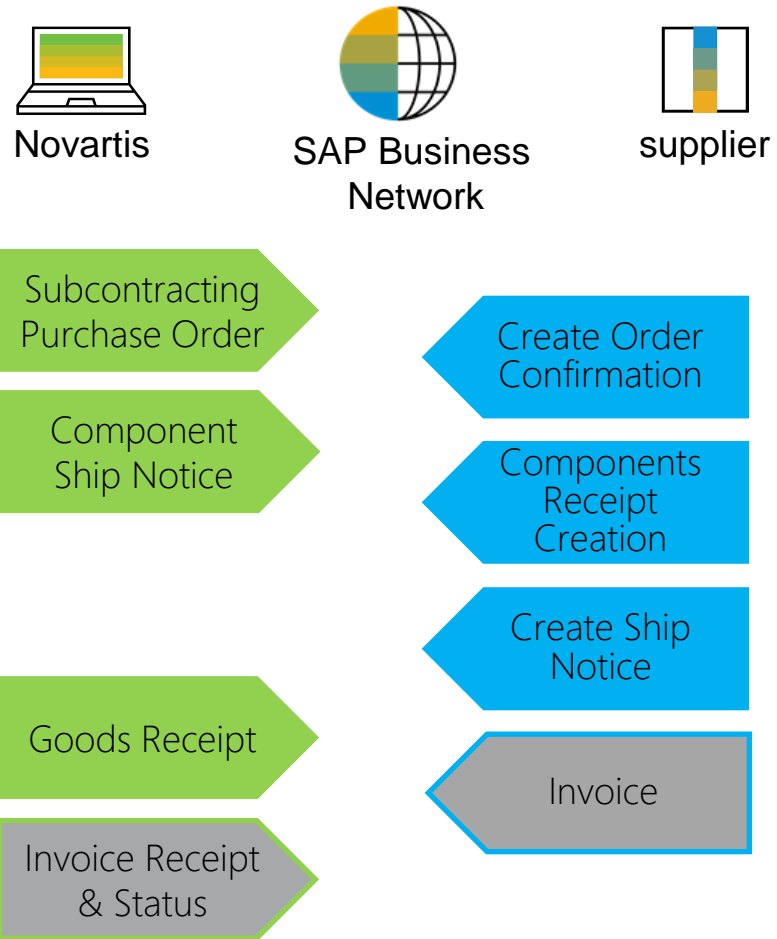 Novartis
SAP Business
Network
supplier
Subcontracting
Purchase Order
Create Order
Confirmation
Component
Ship Notice
Components
Receipt
Creation
Create Ship
Notice
Goods Receipt
Invoice
Invoice Receipt
& Status